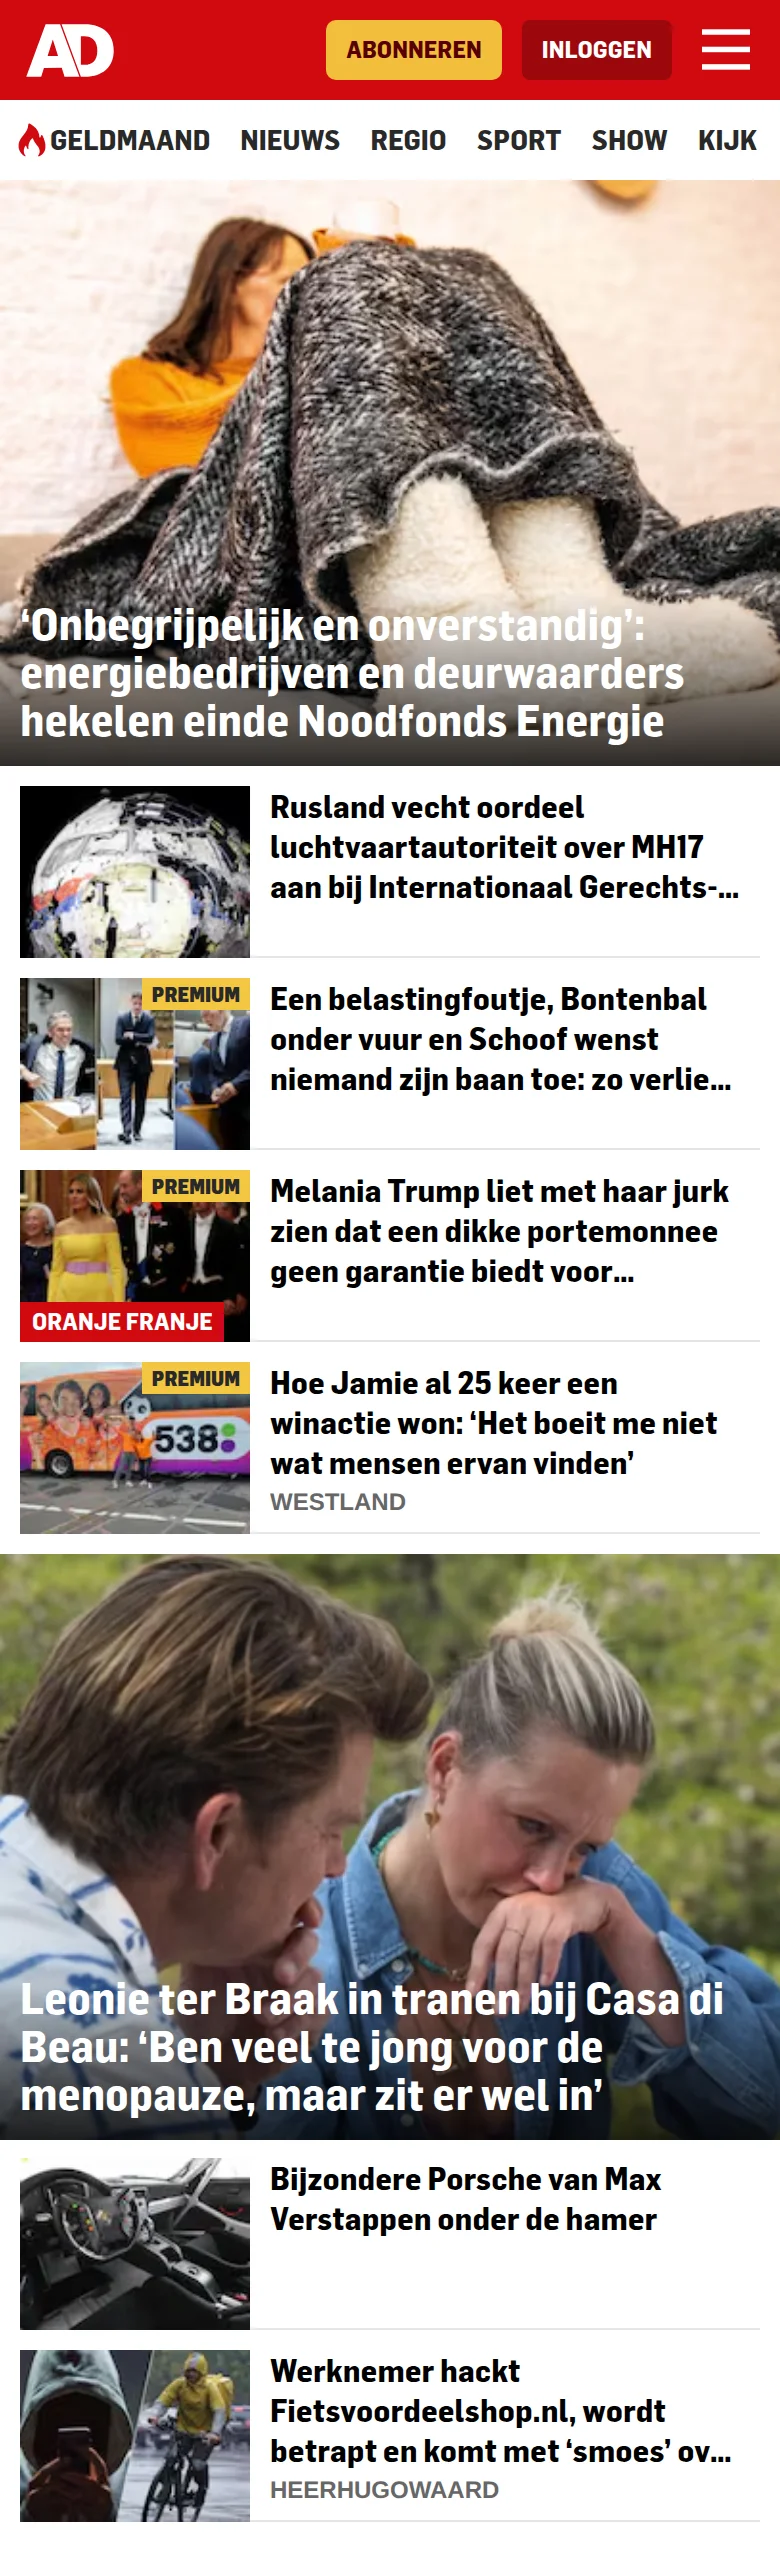 AD
ABONNEREN
INLOGGEN
GELDMAAND NIEUWS REGIO SPORT SHOW KIJK
‘Onbegrijpelijk en onverstandig’:
energiebedrijven en deurwaarders
hekelen einde Noodfonds Energie
Rusland vecht oordeel
luchtvaartautoriteit over MH17
aan bij Internationaal Gerechts-...
PREMIUM
Een belastingfoutje, Bontenbal
onder vuur en Schoof wenst
niemand zijn baan toe: zo verlie...
PREMIUM
ORANJE FRANJE
Melania Trump liet met haar jurk
zien dat een dikke portemonnee
geen garantie biedt voor...
PREMIUM
538
Hoe Jamie al 25 keer een
winactie won: ‘Het boeit me niet
wat mensen ervan vinden’
WESTLAND
Leonie ter Braak in tranen bij Casa di
Beau: ‘Ben veel te jong voor de
menopauze, maar zit er wel in’
Bijzondere Porsche van Max
Verstappen onder de hamer
Werknemer hackt
Fietsvoordeelshop.nl, wordt
betrapt en komt met ‘smoes’ ov...
HEERHUGOWAARD